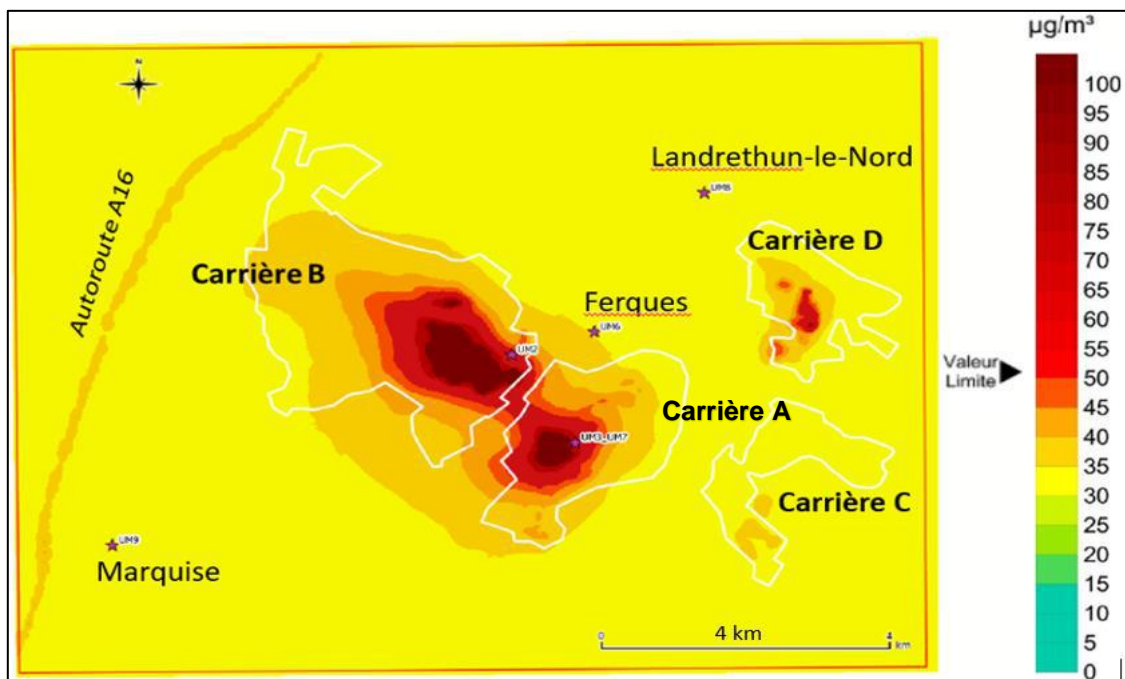 µg/m³
N
Autoroute A16
Landrethun-le-Nord
UM8
Carrière D
Carrière B
Ferques
UM6
UM2
Carrière A
UM3_UM7
Carrière C
UM9
Marquise
0
4 km
4
km
100
95
90
85
80
75
70
65
60
55
50
45
40
35
30
25
20
15
10
5
0
Valeur
Limite